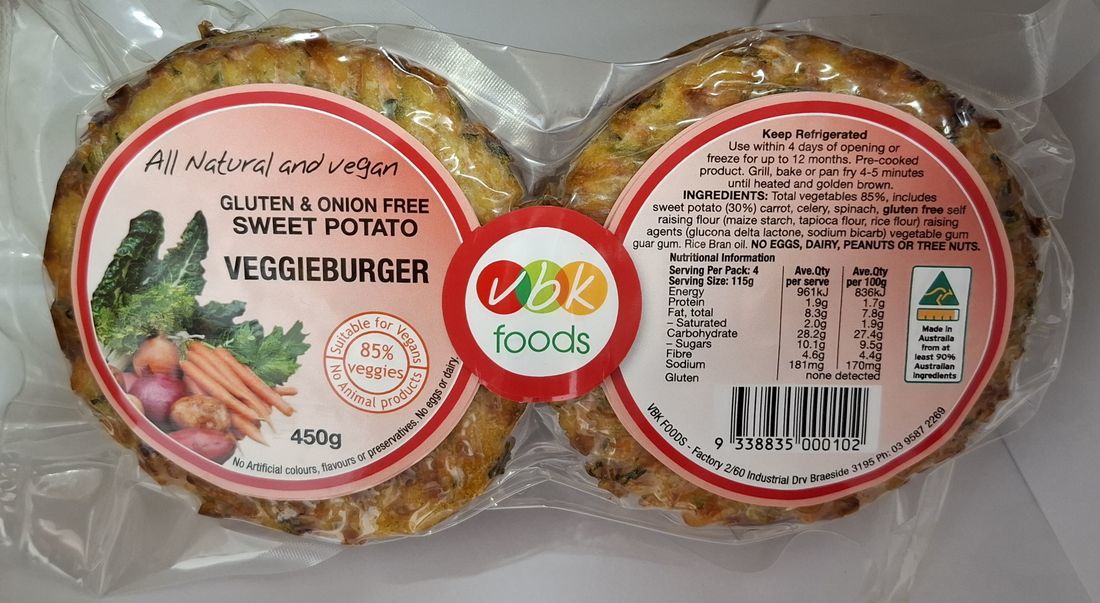 All Natural and vegan
GLUTEN & ONION FREE
SWEET POTATO
VEGGIEBURGER
Suitable for Vegans
85%
veggies
No Animal products
450g
No Artificial colours, flavours or preservatives. No eggs or dairy.
vbk
foods
Keep Refrigerated
Use within 4 days of opening or
freeze for up to 12 months. Pre-cooked
product. Grill, bake or pan fry 4-5 minutes
until heated and golden brown.
INGREDIENTS: Total vegetables 85%, includes
sweet potato (30%) carrot, celery, spinach, gluten free self
raising flour (maize starch, tapioca flour, rice flour) raising
agents (glucona delta lactone, sodium bicarb) vegetable gum
guar gum. Rice Bran oil. NO EGGS, DAIRY, PEANUTS OR TREE NUTS.
Nutritional Information
Serving Per Pack: 4 Ave.Qty Ave.Qty
Serving Size: 115g per serve per 100g
Energy 961kJ 836kJ
Protein 1.9g 1.7g
Fat, total 8.3g 7.8g
– Saturated 2.0g 1.9g
Carbohydrate 28.2g 27.4g
– Sugars 10.1g 9.5g
Fibre 4.6g 4.4g
Sodium 181mg 170mg
Gluten none detected
Made in
Australia
from at
least 90%
Australian
ingredients
9 338835 000102
VBK FOODS - Factory 2/60 Industrial Drv Braeside 3195 Ph: 03 9587 2269